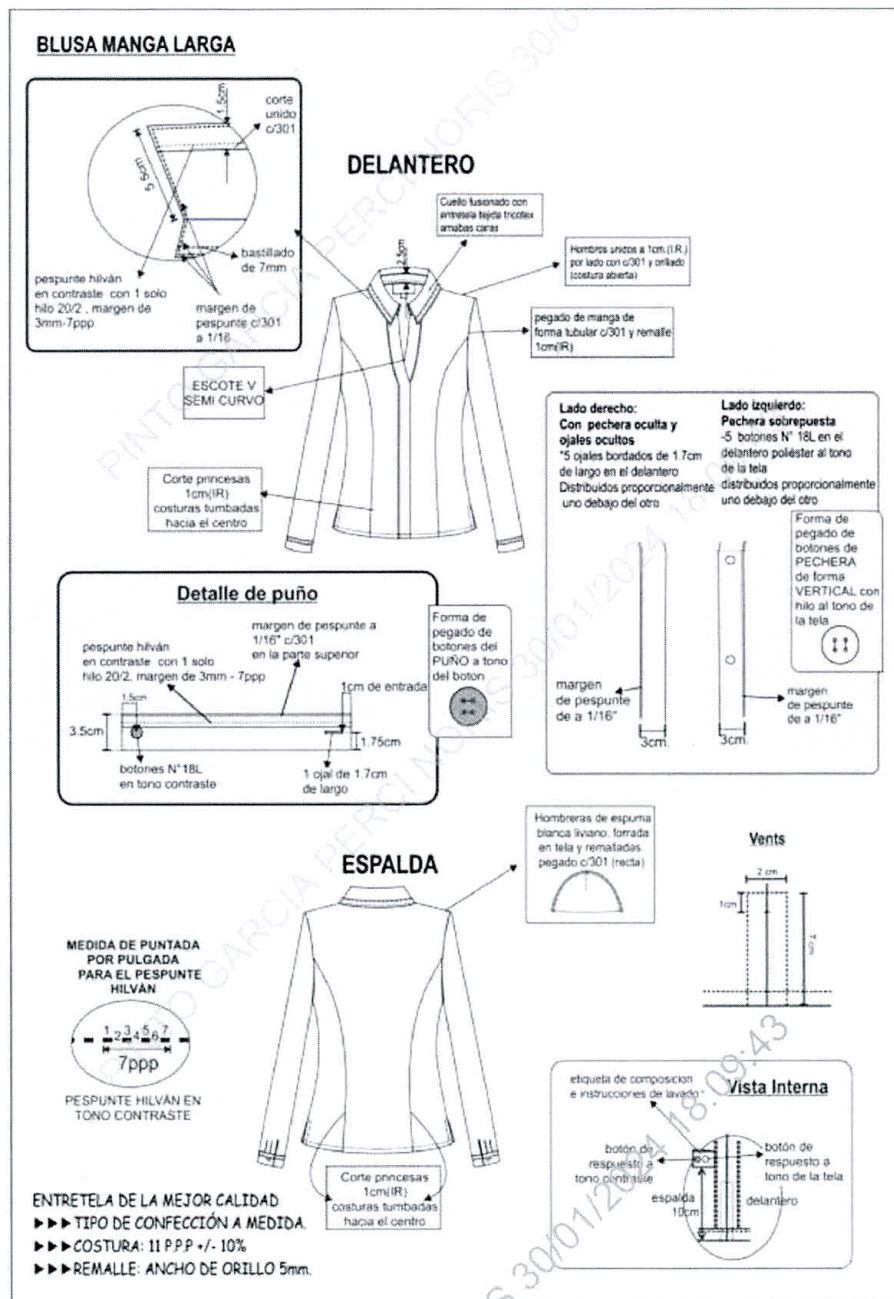 BLUSA MANGA LARGA
1.5cm
corte
unido
c/301
5.5cm
bastillado
de 7mm
pespunte hilván
en contraste con 1 solo
hilo 20/2 , margen de
3mm-7ppp
margen de
pespunte c/301
a 1/16
DELANTERO
Cuello fusionado con
entretela tejida tricotex
amabas caras
2.5cm
Hombros unidos a 1cm.(I.R.)
por lado con c/301 y orillado
(costura abierta)
pegado de manga de
forma tubular c/301 y remalle
1cm(IR)
ESCOTE V
SEMI CURVO
Corte princesas
1cm(IR)
costuras tumbadas
hacia el centro
Lado derecho:
Con pechera oculta y
ojales ocultos
*5 ojales bordados de 1.7cm
de largo en el delantero
Distribuidos proporcionalmente
uno debajo del otro
Lado izquierdo:
Pechera sobrepuesta
-5 botones N° 18L en el
delantero poliéster al tono
de la tela
distribuidos proporcionalmente
uno debajo del otro
Forma de
pegado de
botones de
PECHERA
de forma
VERTICAL con
hilo al tono de
la tela
margen
de pespunte
de a 1/16"
3cm.
3cm.
margen
de pespunte
de a 1/16"
Detalle de puño
pespunte hilván
en contraste con 1 solo
hilo 20/2, margen de 3mm - 7ppp
margen de pespunte a
1/16" c/301
en la parte superior
1.5cm
1cm de entrada
3.5cm
1.75cm
botones N°18L
en tono contraste
1 ojal de 1.7cm
de largo
Forma de
pegado de
botones del
PUÑO a tono
del boton
Hombreras de espuma
blanca liviano, forrada
en tela y rematadas
pegado c/301 (recta)
ESPALDA
Vents
2 cm
1cm
7 cm
MEDIDA DE PUNTADA
POR PULGADA
PARA EL PESPUNTE
HILVÁN
1 2 3 4 5 6 7
7ppp
PESPUNTE HILVÁN EN
TONO CONTRASTE
Corte princesas
1cm(IR)
costuras tumbadas
hacia el centro
etiqueta de composicion
e instrucciones de lavado
Vista Interna
botón de
respuesto a
tono contraste
botón de
respuesto a
tono de la tela
espalda
10cm
delantero
ENTRETELA DE LA MEJOR CALIDAD
►►►TIPO DE CONFECCIÓN A MEDIDA.
►►►COSTURA: 11 P.P.P +/- 10%
►►►REMALLE: ANCHO DE ORILLO 5mm.
PINTO GARCIA PERCI NORIS 30/01/2024 18:09:43